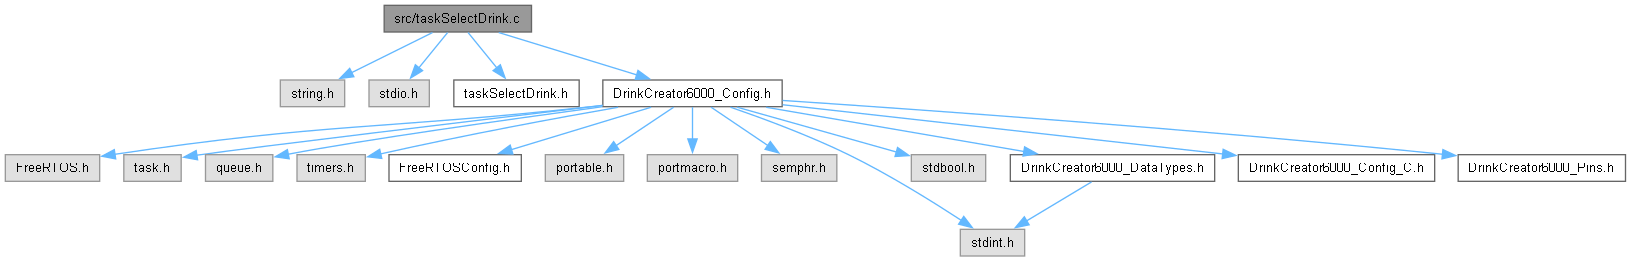 src/taskSelectDrink.c
string.h
stdio.h
taskSelectDrink.h
DrinkCreator6000_Config.h
FreeRTOS.h
task.h
queue.h
timers.h
FreeRTOSConfig.h
portable.h
portmacro.h
semphr.h
stdbool.h
DrinkCreator6000_DataTypes.h
DrinkCreator6000_Config_C.h
DrinkCreator6000_Pins.h
stdint.h